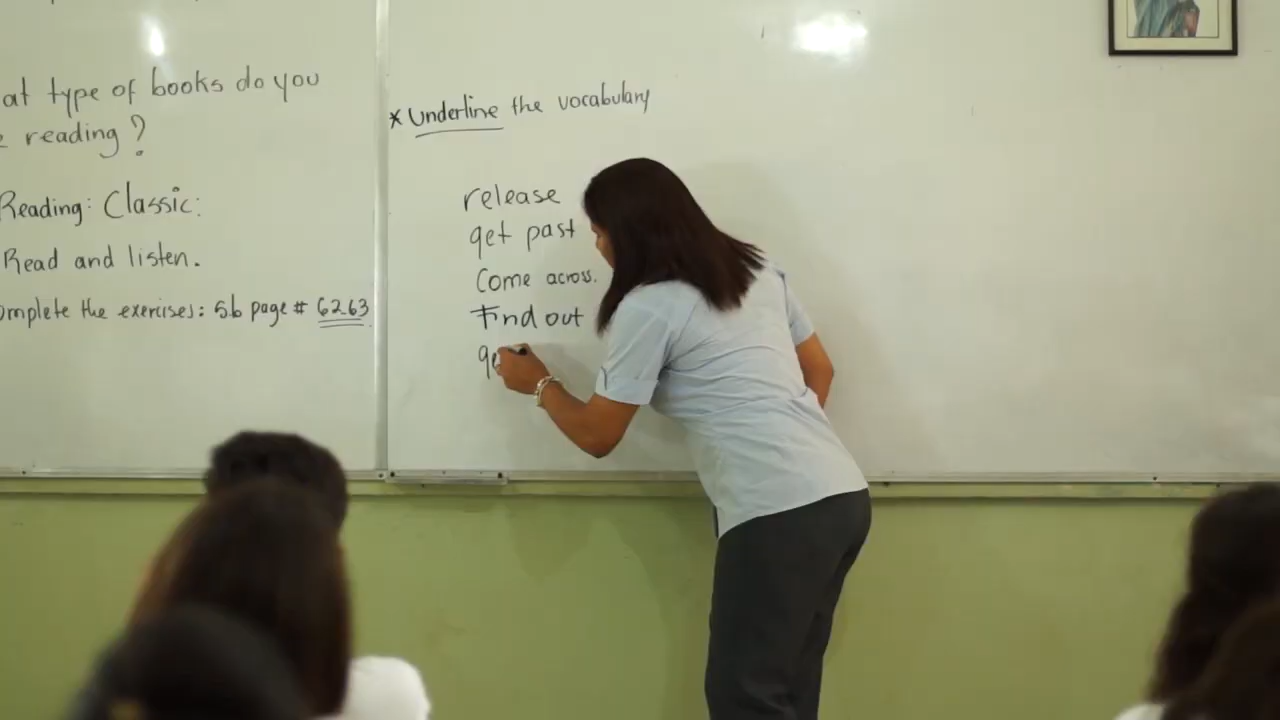 at type of books do you
reading?
Reading: Classic:
Read and listen.
omplete the exercises: sb page # 62.63
* Underline the vocabulary
release
get past
Come across.
Find out
ge